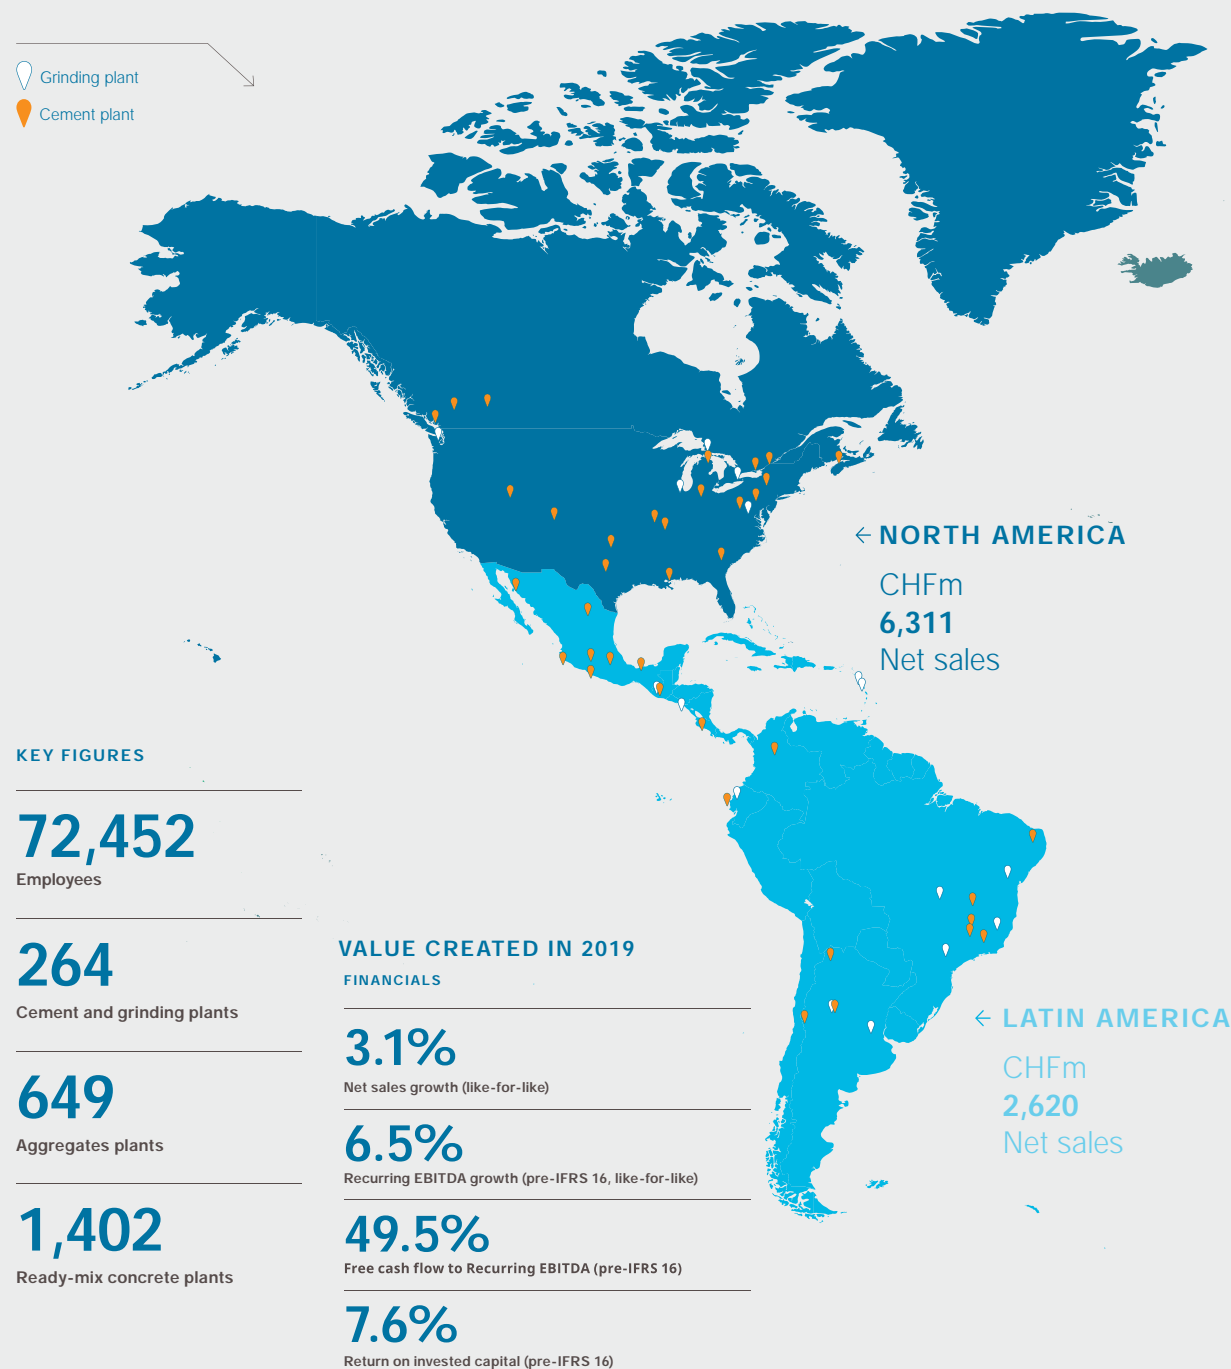 Grinding plant
Cement plant
← NORTH AMERICA
CHFm
6,311
Net sales
KEY FIGURES
72,452
Employees
264
Cement and grinding plants
649
Aggregates plants
1,402
Ready-mix concrete plants
VALUE CREATED IN 2019
FINANCIALS
3.1%
Net sales growth (like-for-like)
6.5%
Recurring EBITDA growth (pre-IFRS 16, like-for-like)
49.5%
Free cash flow to Recurring EBITDA (pre-IFRS 16)
7.6%
Return on invested capital (pre-IFRS 16)
← LATIN AMERICA
CHFm
2,620
Net sales